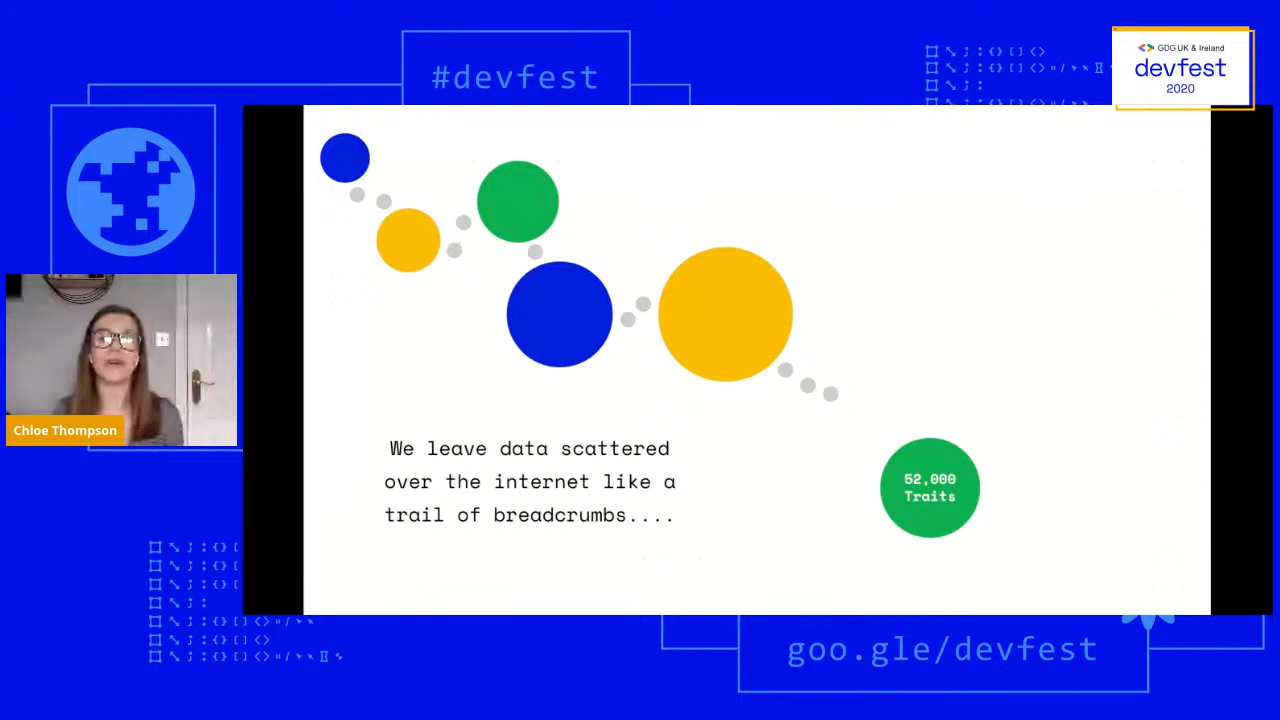 #devfest
GDG UK & Ireland
devfest
2020
Chloe Thompson
We leave data scattered
over the internet like a
trail of breadcrumbs....
52,000
Traits
goo.gle/devfest